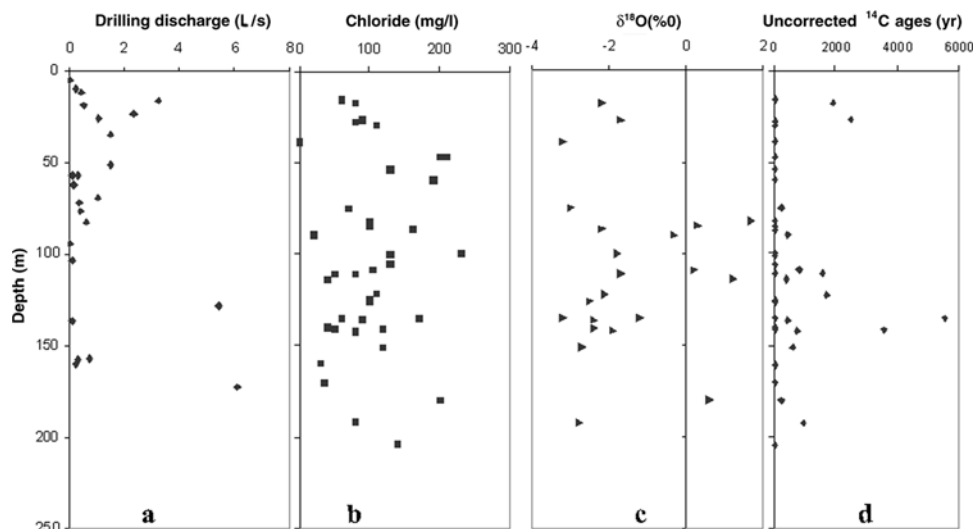 Drilling discharge (L/s)
Chloride (mg/l)
δ¹⁸O(%0)
Uncorrected ¹⁴C ages (yr)
0 2 4 6 8
0 100 200 300
-4 -2 0 2
0 2000 4000 6000
0
50
100
150
200
250
Depth (m)
a
b
c
d